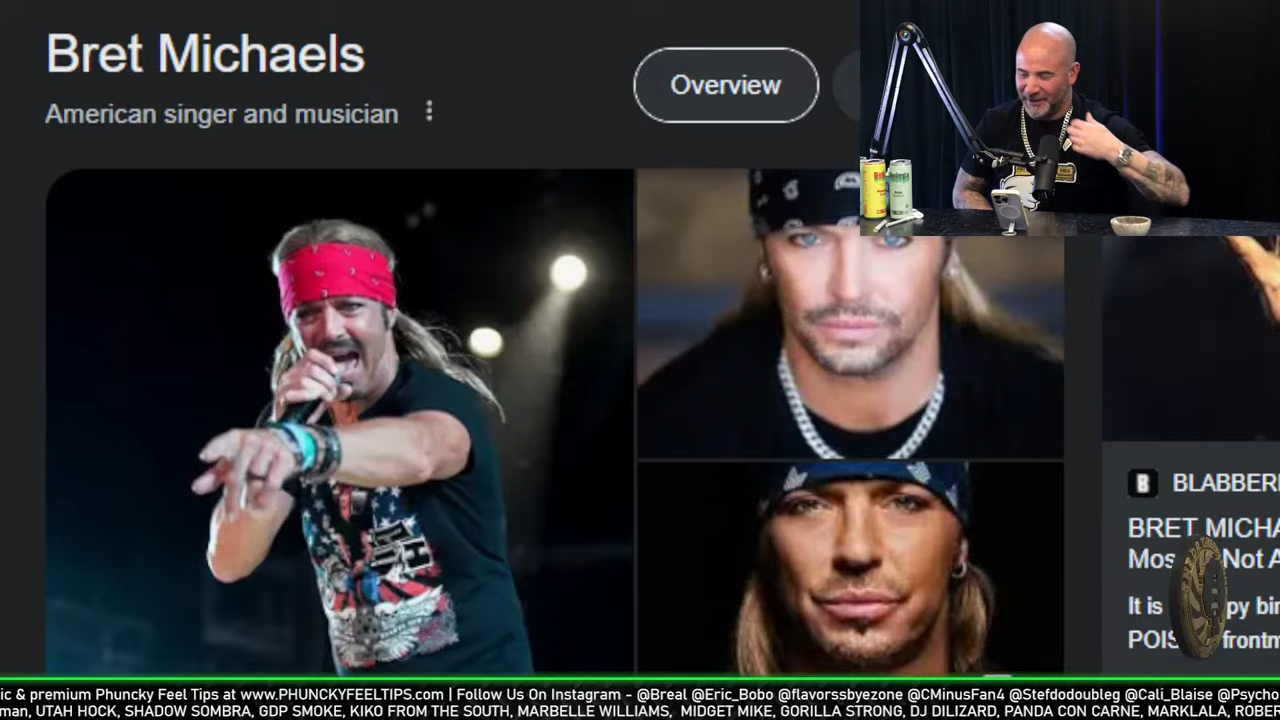 Bret Michaels
American singer and musician
Overview
BLABBER
BRET MICHA
Mos Not A
It is py bir
POIS frontm
ic & premium Phuncky Feel Tips at www.PHUNCKYFEELTIPS.com | Follow Us On Instagram - @Breal @Eric_Bobo @flavorssbyezone @CMinusFan4 @Stefdodoubleg @Cali_Blaise @Psycho
man, UTAH HOCK, SHADOW SOMBRA, GDP SMOKE, KIKO FROM THE SOUTH, MARBELLE WILLIAMS, MIDGET MIKE, GORILLA STRONG, DJ DILIZARD, PANDA CON CARNE, MARKLALA, ROBER